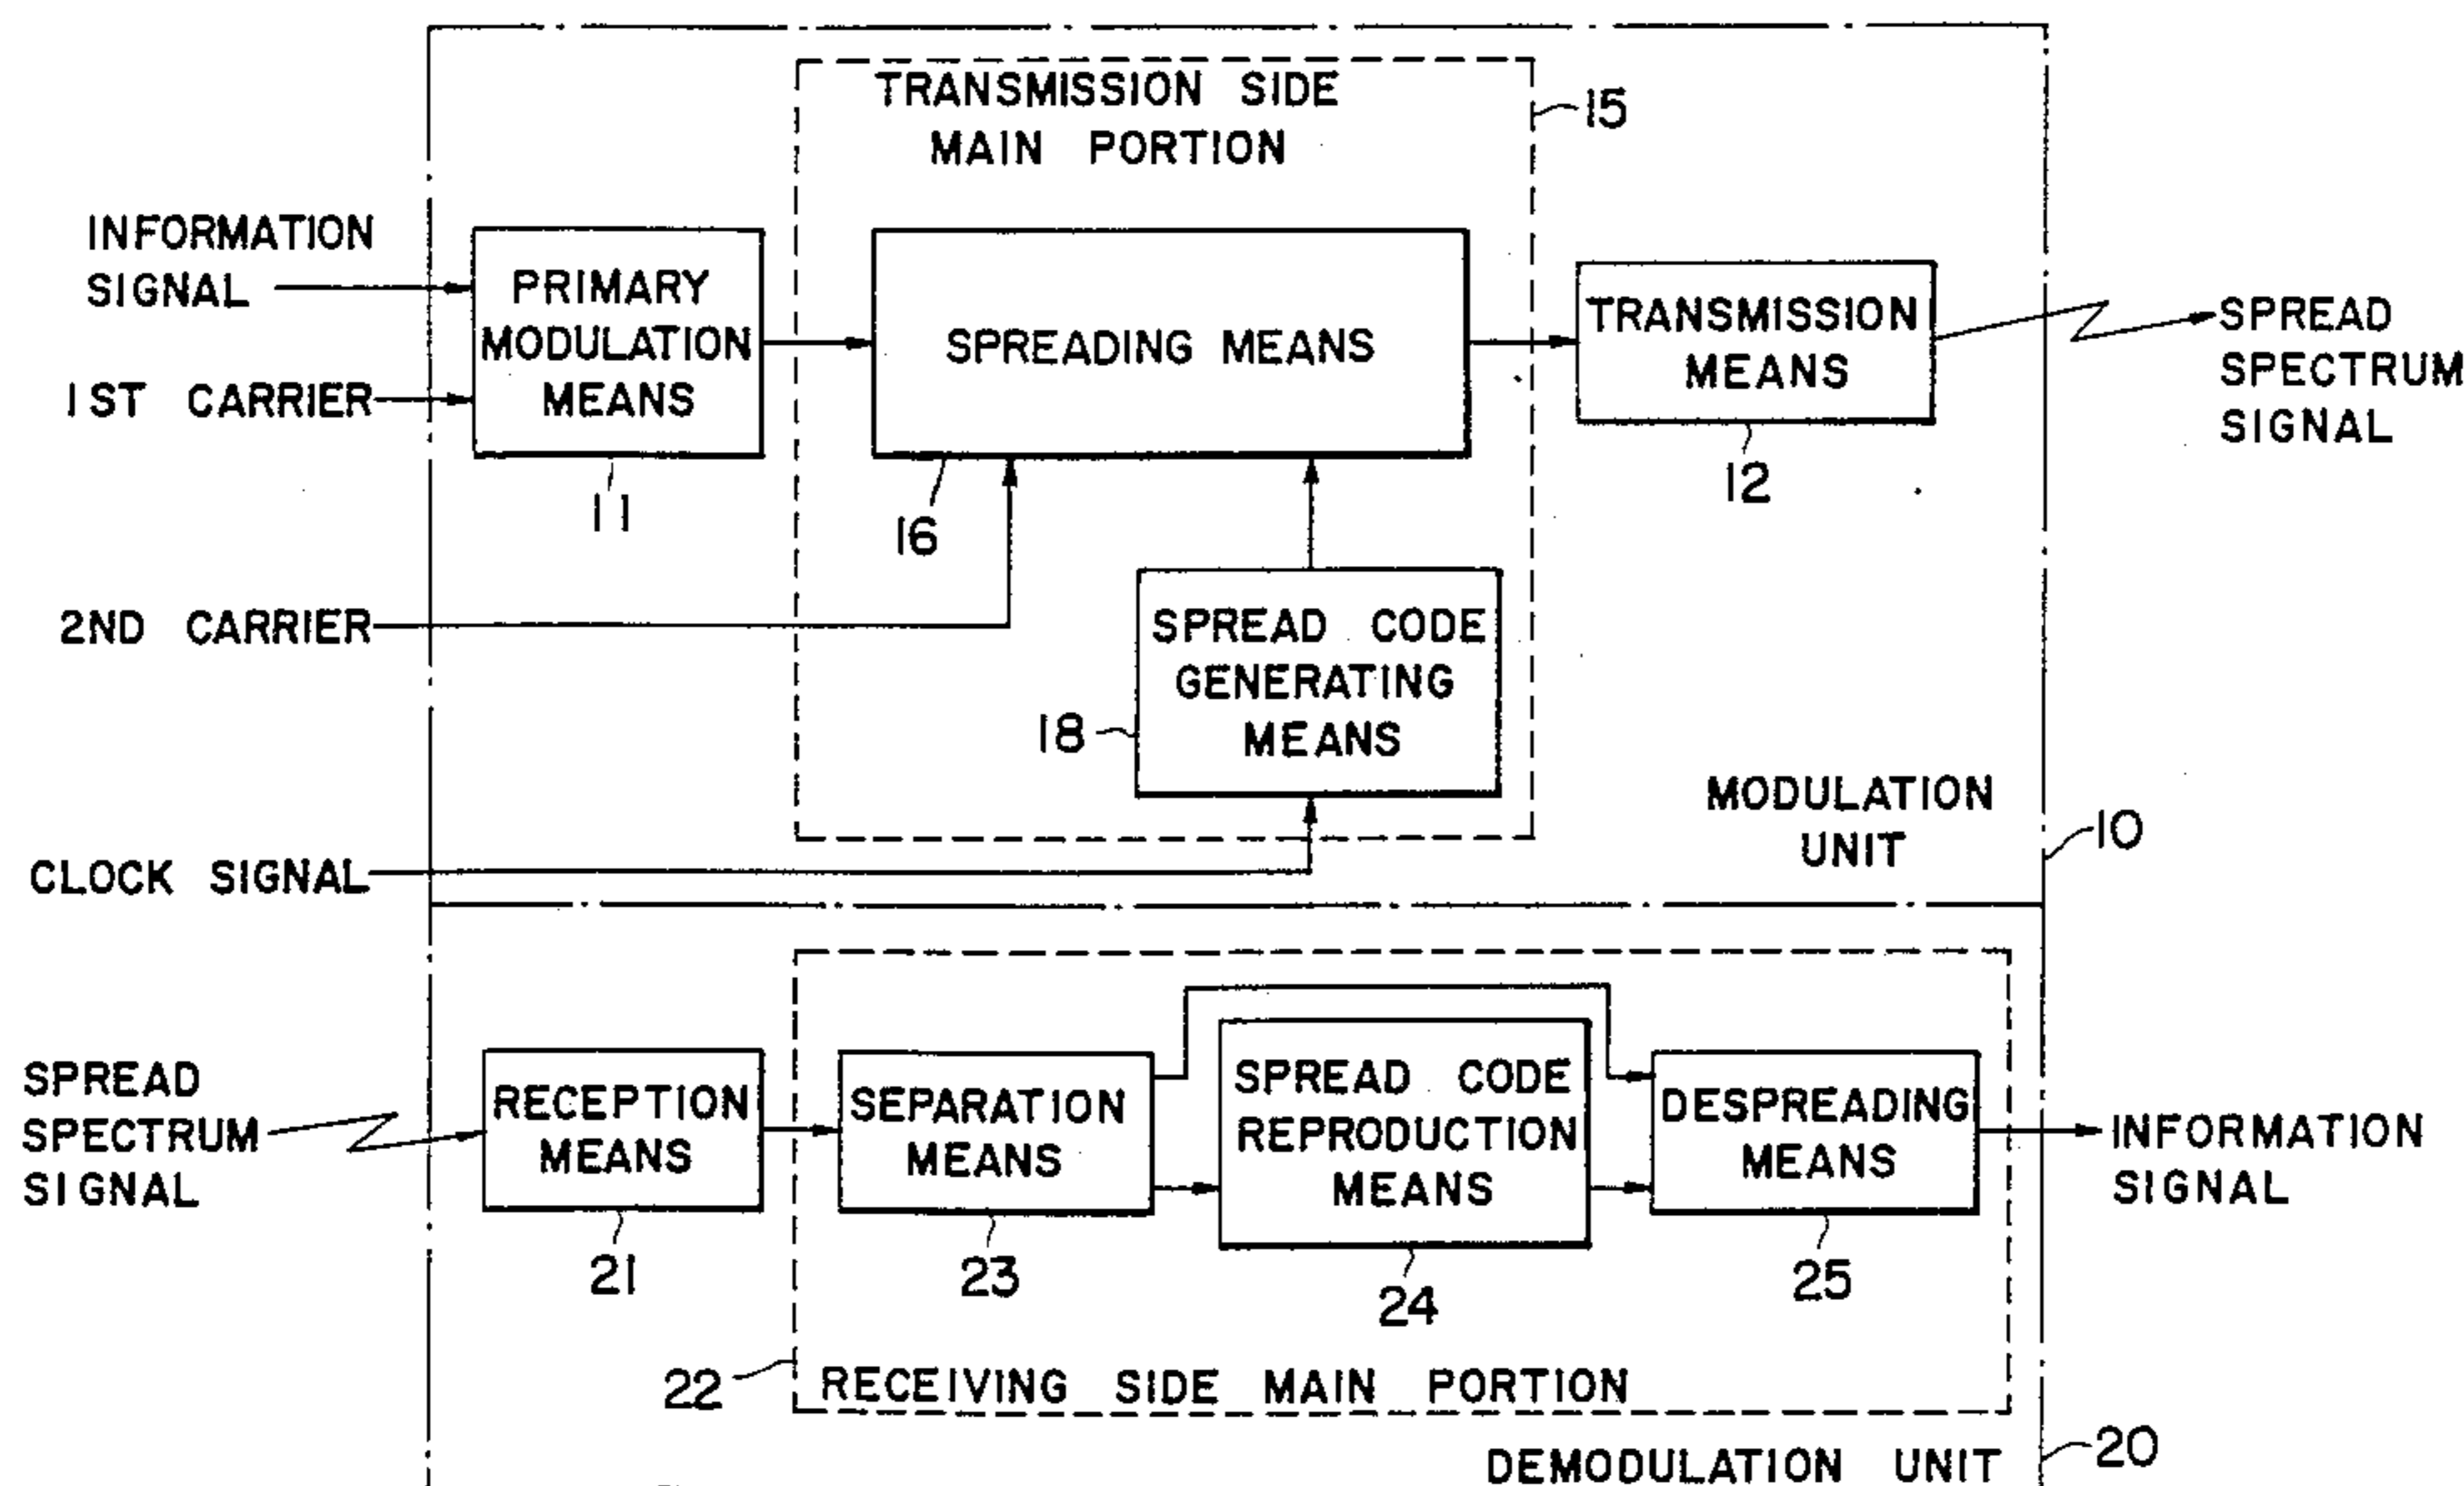 TRANSMISSION SIDE
MAIN PORTION
15
INFORMATION
SIGNAL
1ST CARRIER
PRIMARY
MODULATION
MEANS
11
SPREADING MEANS
16
TRANSMISSION
MEANS
12
SPREAD
SPECTRUM
SIGNAL
2ND CARRIER
SPREAD CODE
GENERATING
MEANS
18
MODULATION
UNIT
10
CLOCK SIGNAL
SPREAD
SPECTRUM
SIGNAL
RECEPTION
MEANS
21
SEPARATION
MEANS
23
SPREAD CODE
REPRODUCTION
MEANS
24
DESPREADING
MEANS
25
INFORMATION
SIGNAL
22
RECEIVING SIDE MAIN PORTION
DEMODULATION UNIT
20